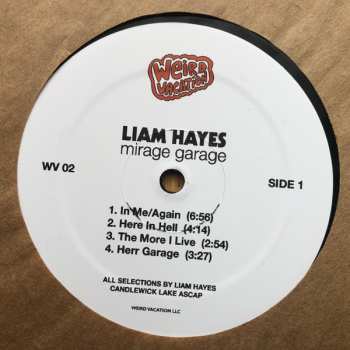 WEIRD
VACATION
LIAM HAYES
mirage garage
WV 02
SIDE 1
1. In Me/Again (6:56)
2. Here In Hell (4:14)
3. The More I Live (2:54)
4. Herr Garage (3:27)
ALL SELECTIONS BY LIAM HAYES
CANDLEWICK LAKE ASCAP
WEIRD VACATION LLC